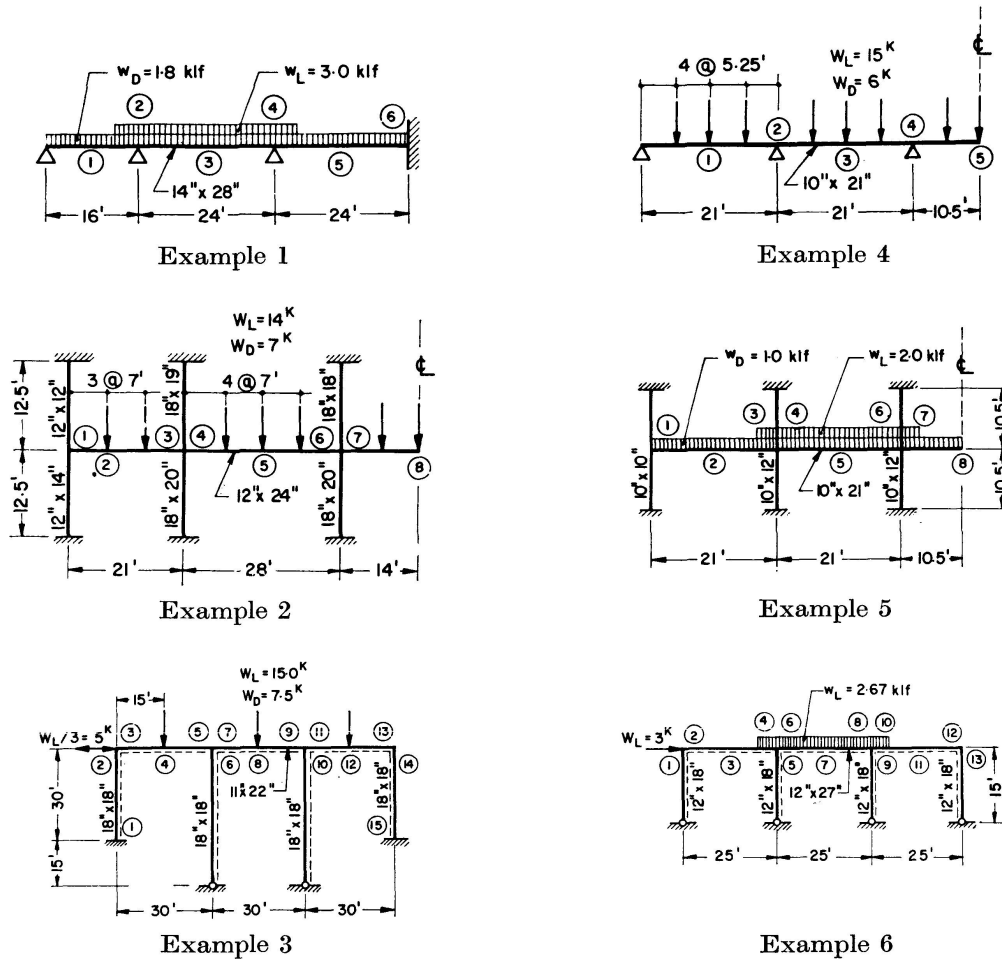 w_D = 1.8 klf
w_L = 3.0 klf
2
4
6
1
3
5
14" x 28"
16'
24'
24'
Example 1
4 @ 5.25'
W_L = 15^K
W_D = 6^K
℄
2
4
1
3
5
10" x 21"
21'
21'
10.5'
Example 4
W_L = 14^K
W_D = 7^K
℄
12.5'
12" x 12"
3 @ 7'
18" x 19"
4 @ 7'
18" x 18"
1
3
4
6
7
2
5
8
12.5'
12" x 14"
18" x 20"
12" x 24"
18" x 20"
21'
28'
14'
Example 2
w_D = 1.0 klf
w_L = 2.0 klf
℄
3
4
6
7
10.5'
2
5
8
10" x 10"
10" x 12"
10" x 21"
10" x 12"
10.5'
21'
21'
10.5'
Example 5
W_L = 15.0^K
W_D = 7.5^K
15'
W_L/3 = 5^K
3
5
7
9
11
13
2
4
6
8
10
12
14
11" x 22"
30'
18" x 18"
18" x 18"
18" x 18"
18" x 18"
1
15
15'
30'
30'
30'
Example 3
w_L = 2.67 klf
W_L = 3^K
2
4
6
8
10
12
1
3
5
7
9
11
13
12" x 18"
12" x 18"
12" x 27"
12" x 18"
12" x 18"
15'
25'
25'
25'
Example 6